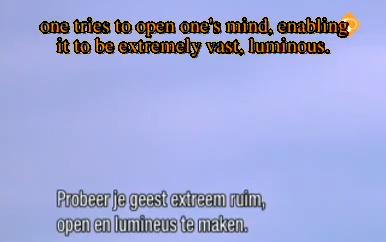 one tries to open one's mind, enabling
it to be extremely vast, luminous.
Probeer je geest extreem ruim,
open en lumineus te maken.